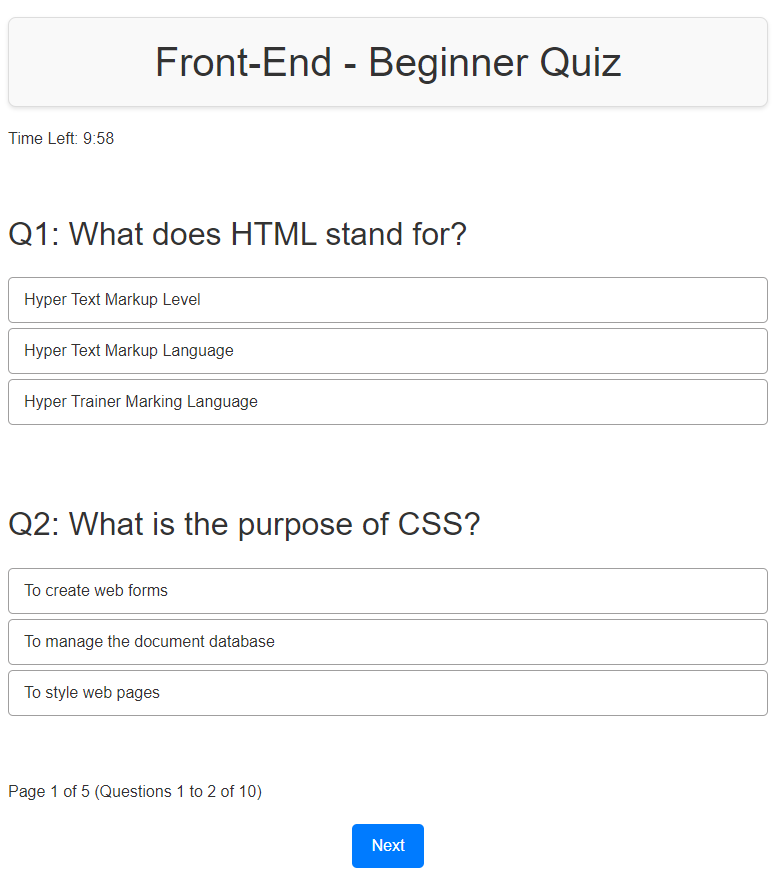 Front-End - Beginner Quiz
Time Left: 9:58
Q1: What does HTML stand for?
Hyper Text Markup Level
Hyper Text Markup Language
Hyper Trainer Marking Language
Q2: What is the purpose of CSS?
To create web forms
To manage the document database
To style web pages
Page 1 of 5 (Questions 1 to 2 of 10)
Next